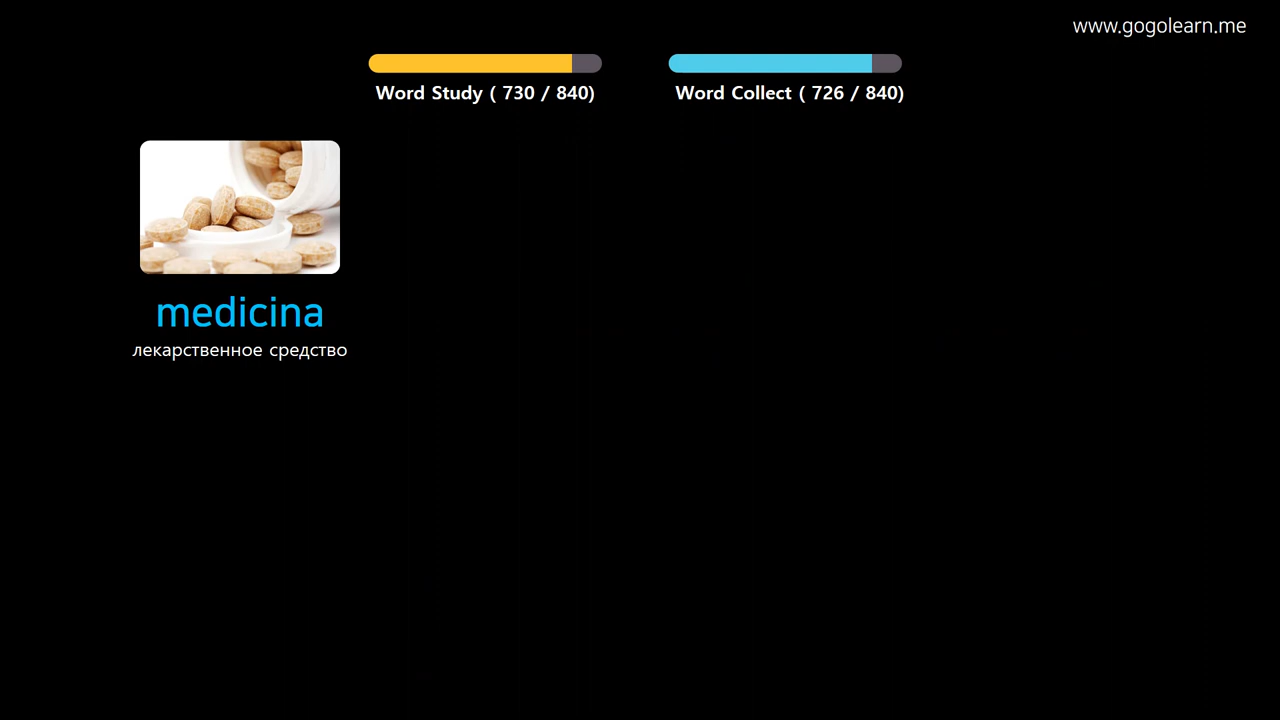 www.gogolearn.me
Word Study ( 730 / 840)
Word Collect ( 726 / 840)
medicina
лекарственное средство